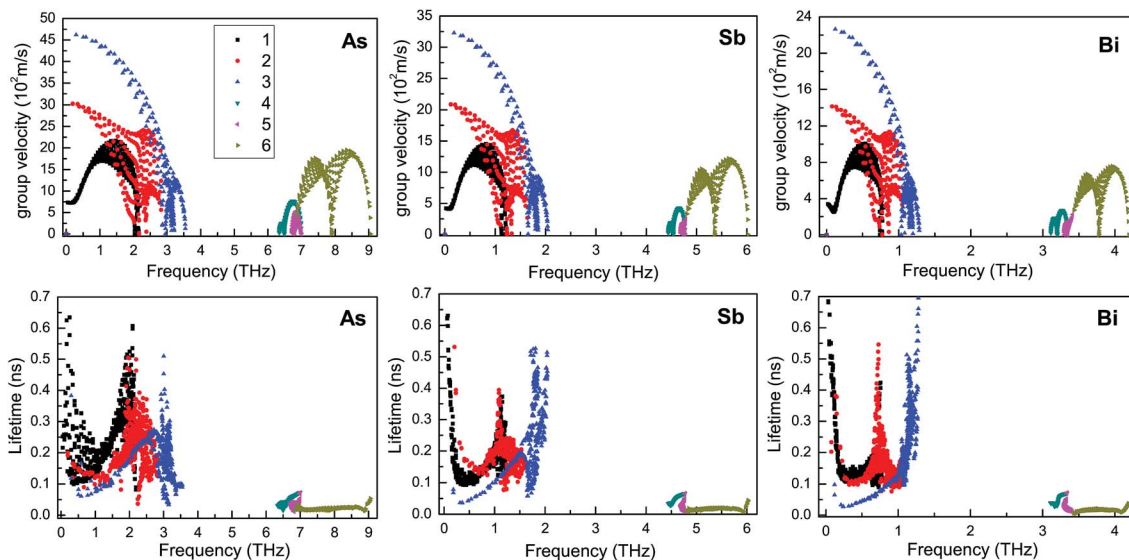 50
45
40
35
30
25
20
15
10
5
0
group velocity (10²m/s)
1
2
3
4
5
6
As
0 1 2 3 4 5 6 7 8 9
Frequency (THz)
35
30
25
20
15
10
5
0
group velocity (10²m/s)
Sb
0 1 2 3 4 5 6
Frequency (THz)
24
20
16
12
8
4
0
group velocity (10²m/s)
Bi
0 1 2 3 4
Frequency (THz)
0.7
0.6
0.5
0.4
0.3
0.2
0.1
0.0
Lifetime (ns)
As
0 1 2 3 4 5 6 7 8 9
Frequency (THz)
0.7
0.6
0.5
0.4
0.3
0.2
0.1
0.0
Lifetime (ns)
Sb
0 1 2 3 4 5 6
Frequency (THz)
0.7
0.6
0.5
0.4
0.3
0.2
0.1
0.0
Lifetime (ns)
Bi
0 1 2 3 4
Frequency (THz)